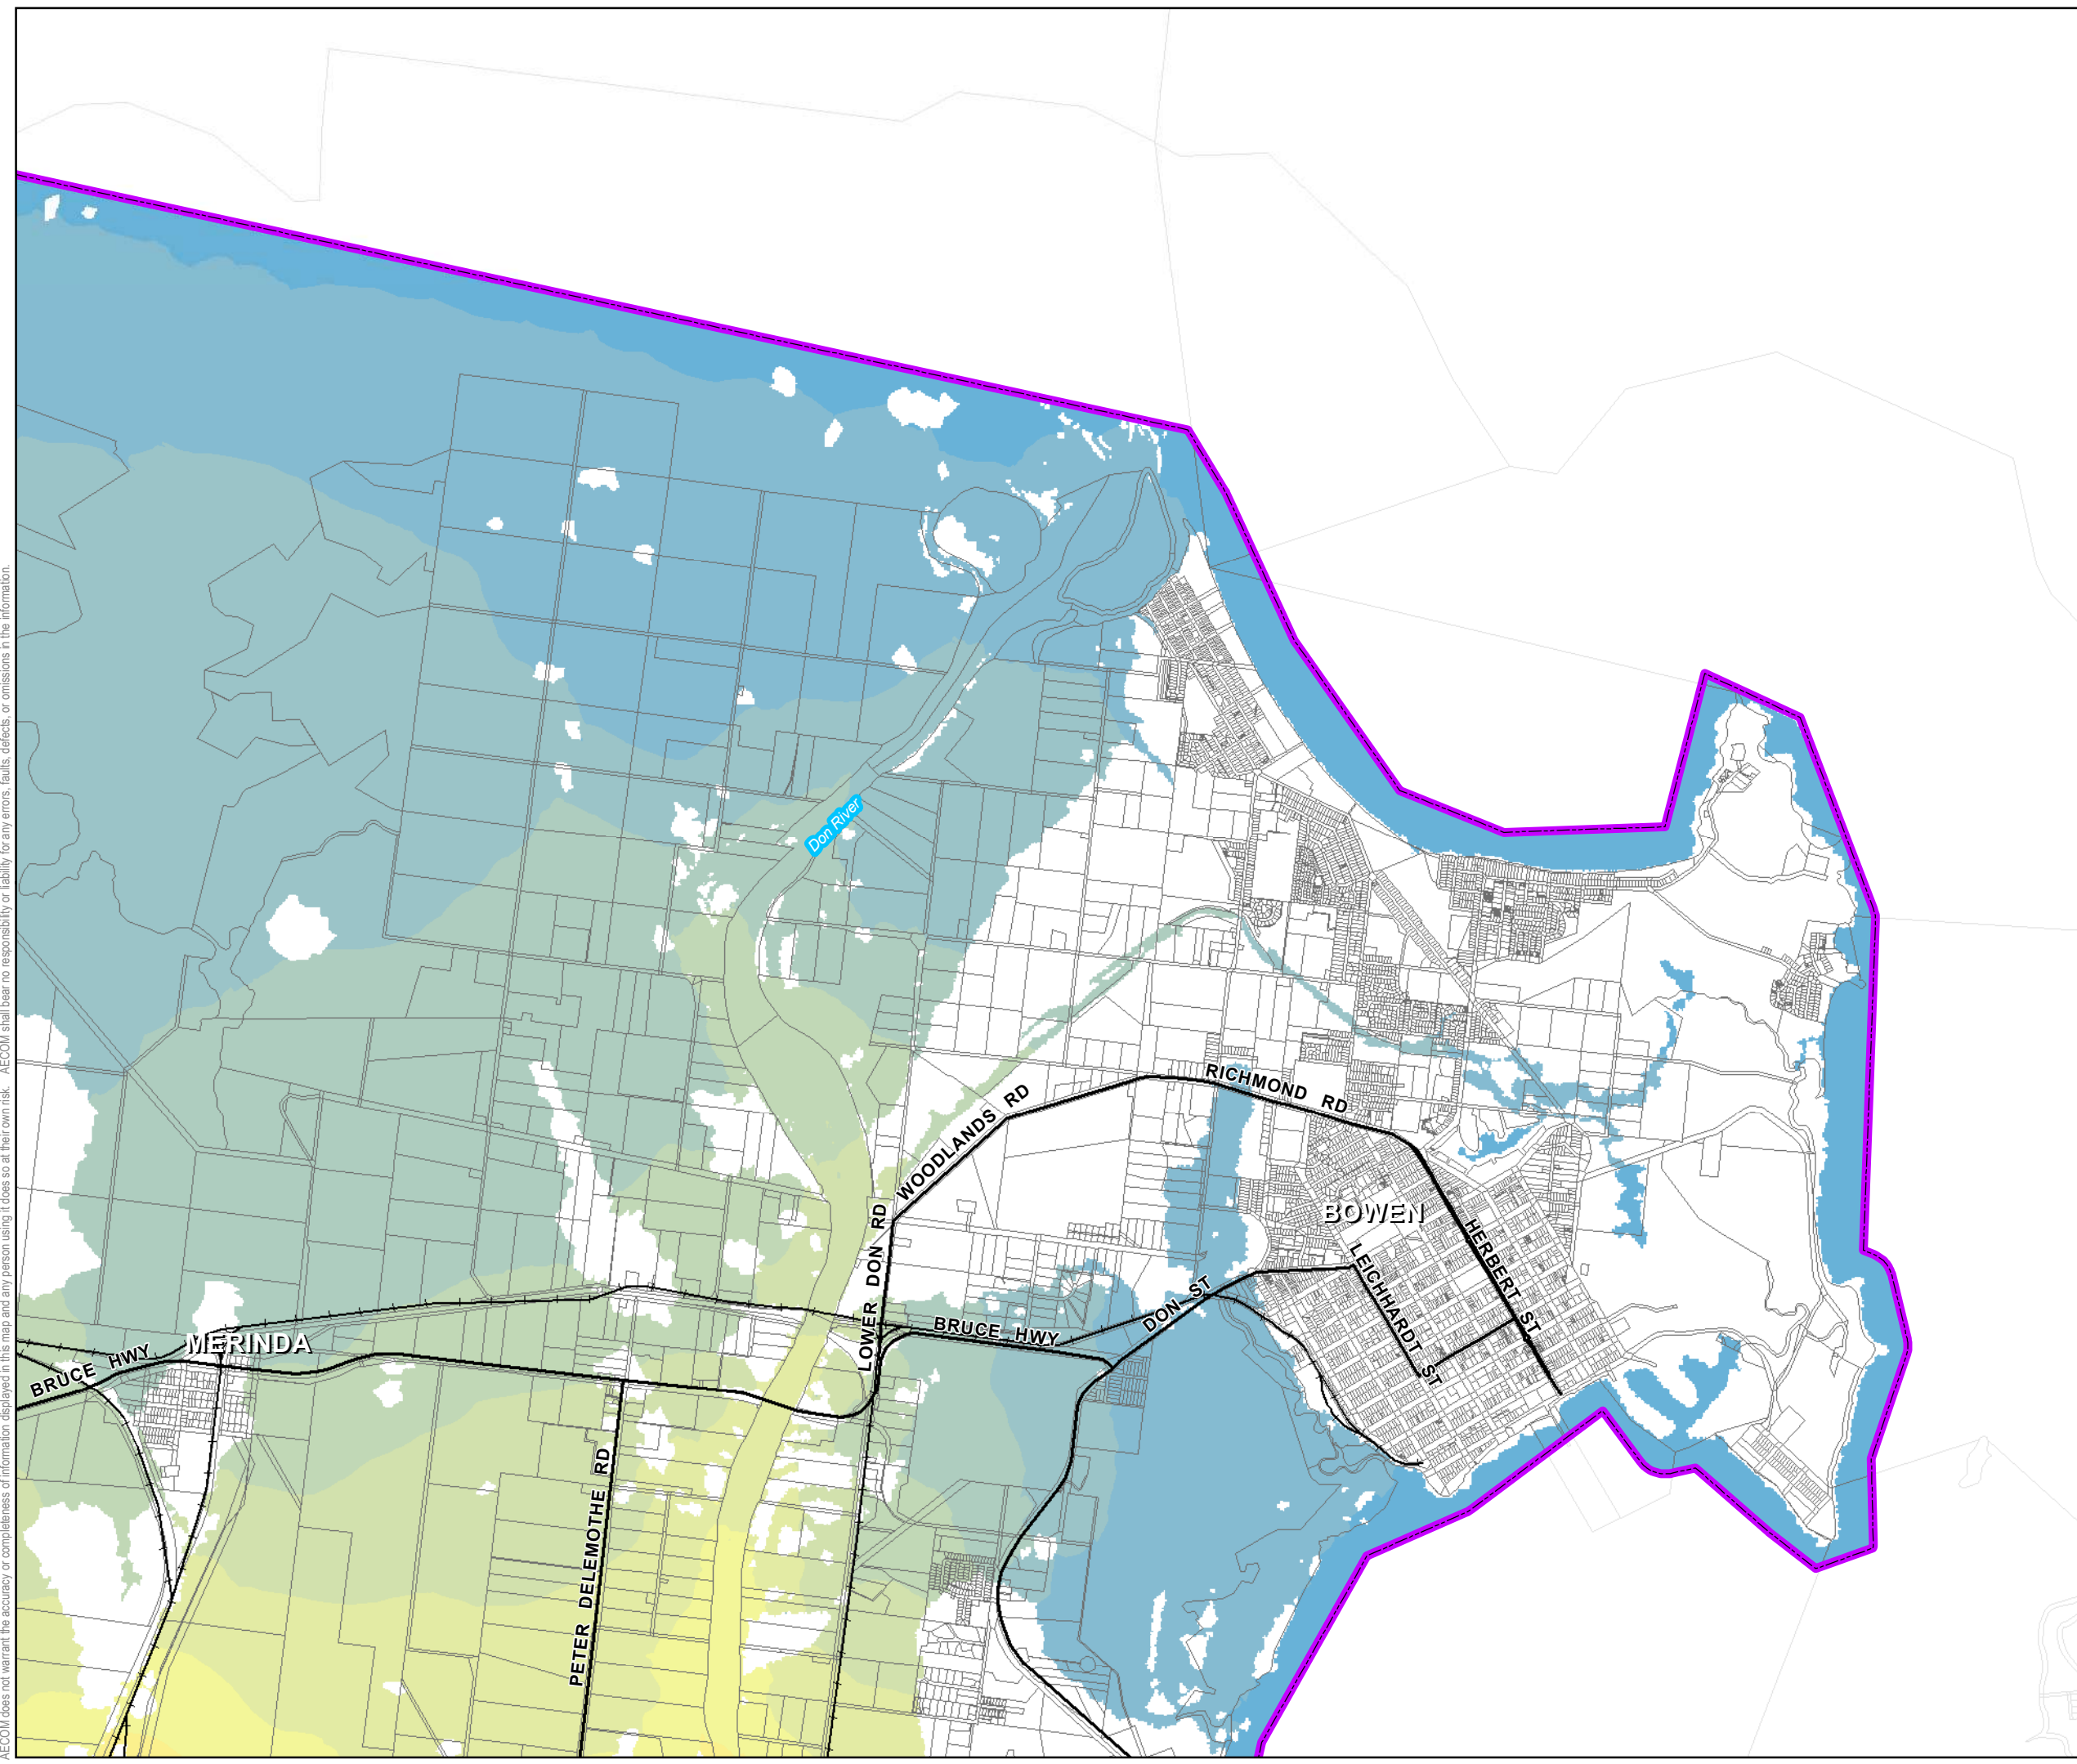 Don River
RICHMOND RD
WOODLANDS RD
BOWEN
HERBERT ST
LEICHHARDT ST
LOWER DON RD
DON ST
BRUCE HWY
MERINDA
BRUCE HWY
PETER DELEMOTHE RD
AECOM does not warrant the accuracy or completeness of information displayed in this map and any person using it does so at their own risk. AECOM shall bear no responsibility or liability for any errors, faults, defects, or omissions in the information.